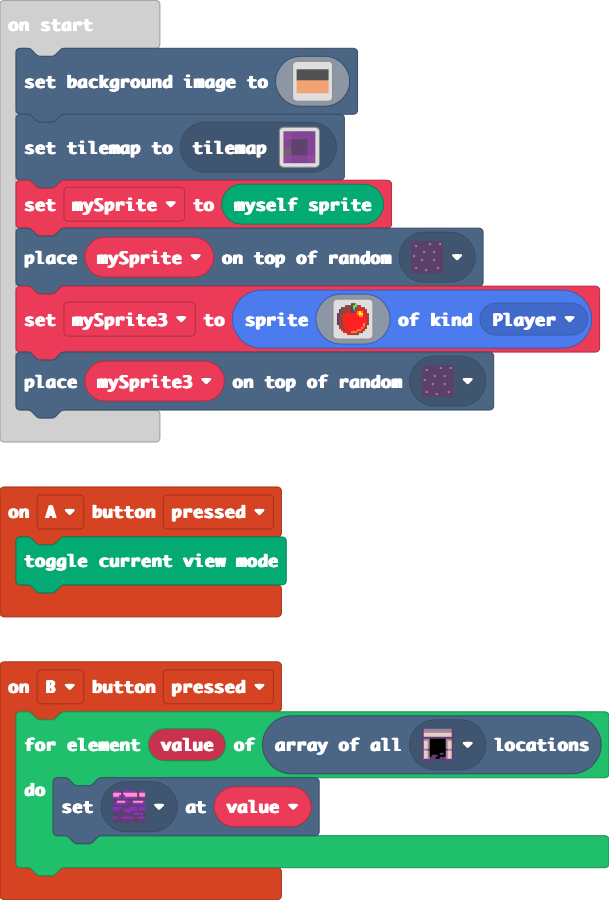 on start
set background image to
set tilemap to tilemap
set mySprite to myself sprite
place mySprite on top of random
set mySprite3 to sprite of kind Player
place mySprite3 on top of random
on A button pressed
toggle current view mode
on B button pressed
for element value of array of all locations
do
set at value